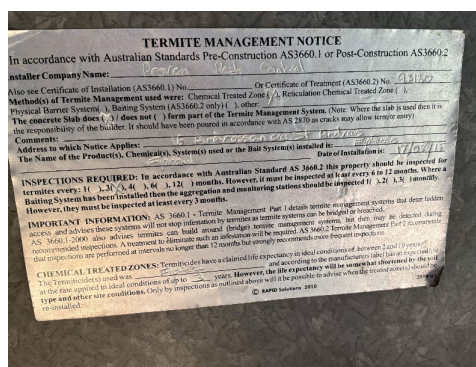 TERMITE MANAGEMENT NOTICE
In accordance with Australian Standards Pre-Construction AS3660.1 or Post-Construction AS3660.2
Installer Company Name: Proven Pest Control
Also see Certificate of Installation (AS3660.1) No. Or Certificate of Treatment (AS3660.2) No.
Method(s) of Termite Management used were: Chemical Treated Zone (✓), Reticulation Chemical Treated Zone ( ),
Physical Barrier System( ), Baiting System (AS3660.2 only) ( ), other:
The concrete Slab does ( ) / does not ( ) form part of the Termite Management System. (Note: Where the slab used then it is
the responsibility of the builder. It should have been poured in accordance with AS 2870 as cracks may allow termite entry)
Comments:
Address to which Notice Applies:
The Name of the Product(s), Chemical(s), System(s) used or the Bait System(s) installed is:
Date of Installation is:
INSPECTIONS REQUIRED: In accordance with Australian Standard AS 3660.2 this property should be inspected for
termites every: 1( ), 3( ), 4( ), 6( ), 12( ) months. However, it must be inspected at least every 6 to 12 months. Where a
Baiting System has been installed then the aggregation and monitoring stations should be inspected 1( ), 2( ), 3( ) monthly.
However, they must be inspected at least every 3 months.
IMPORTANT INFORMATION: AS 3660.1 - Termite Management Part 1 details termite management systems that deter hidden
access and advises these systems will not stop infestation by termites as termite systems can be bridged or breached.
AS 3660.1-2000 also advises termites can build around (bridge) termite management systems, but then may be detected during
recommended inspections. A treatment to eliminate such an infestation will be required. AS 3660.2 Termite Management Part 2 recommends
that inspections are performed at intervals no longer than 12 months but strongly recommends more frequent inspections.
CHEMICAL TREATED ZONES: Termiticides have a claimed life expectancy in ideal conditions of between 2 and 10 years.
The Termiticide(s) used was and according to the manufacturers label has an expected life
at the rate applied in ideal conditions of up to years. However, the life expectancy will be somewhat shortened by the soil
type and other site conditions. Only by inspections as outlined above will it be possible to advise when the treated zone(s) should be
re-installed.
© RAPID Solutions 2010